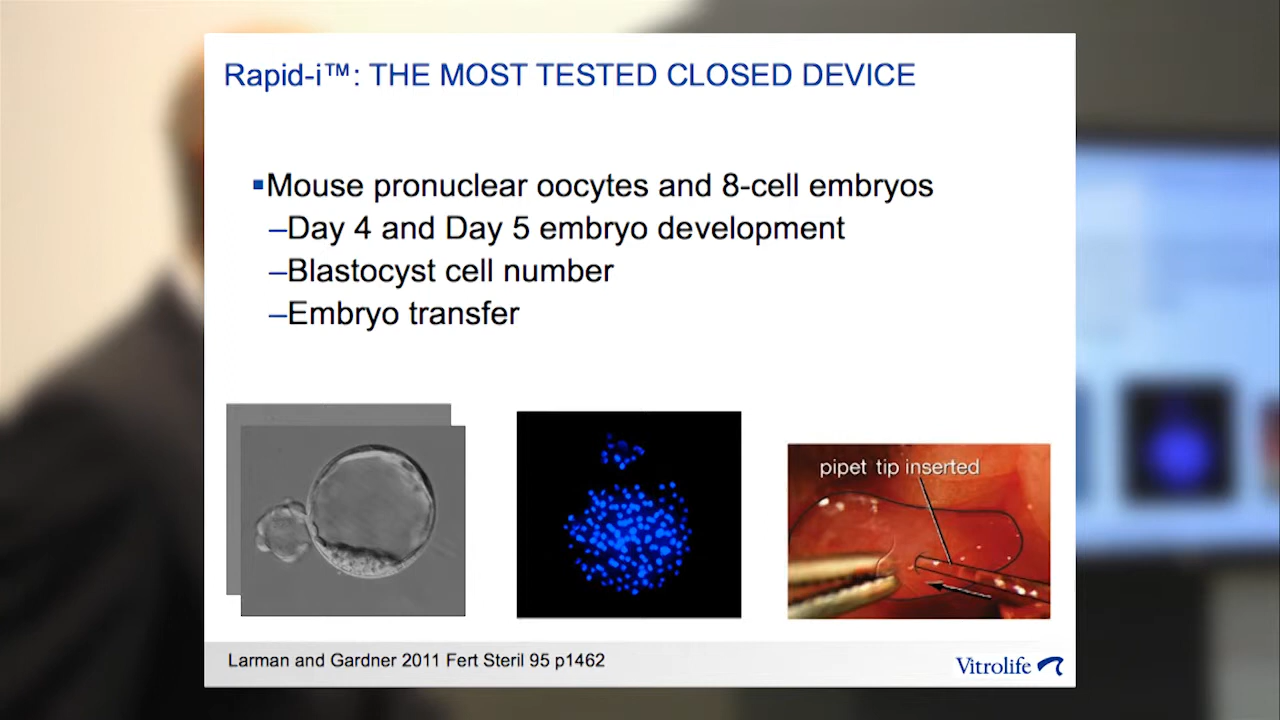 Rapid-i™: THE MOST TESTED CLOSED DEVICE
▪Mouse pronuclear oocytes and 8-cell embryos
–Day 4 and Day 5 embryo development
–Blastocyst cell number
–Embryo transfer
pipet tip inserted
Larman and Gardner 2011 Fert Steril 95 p1462
Vitrolife